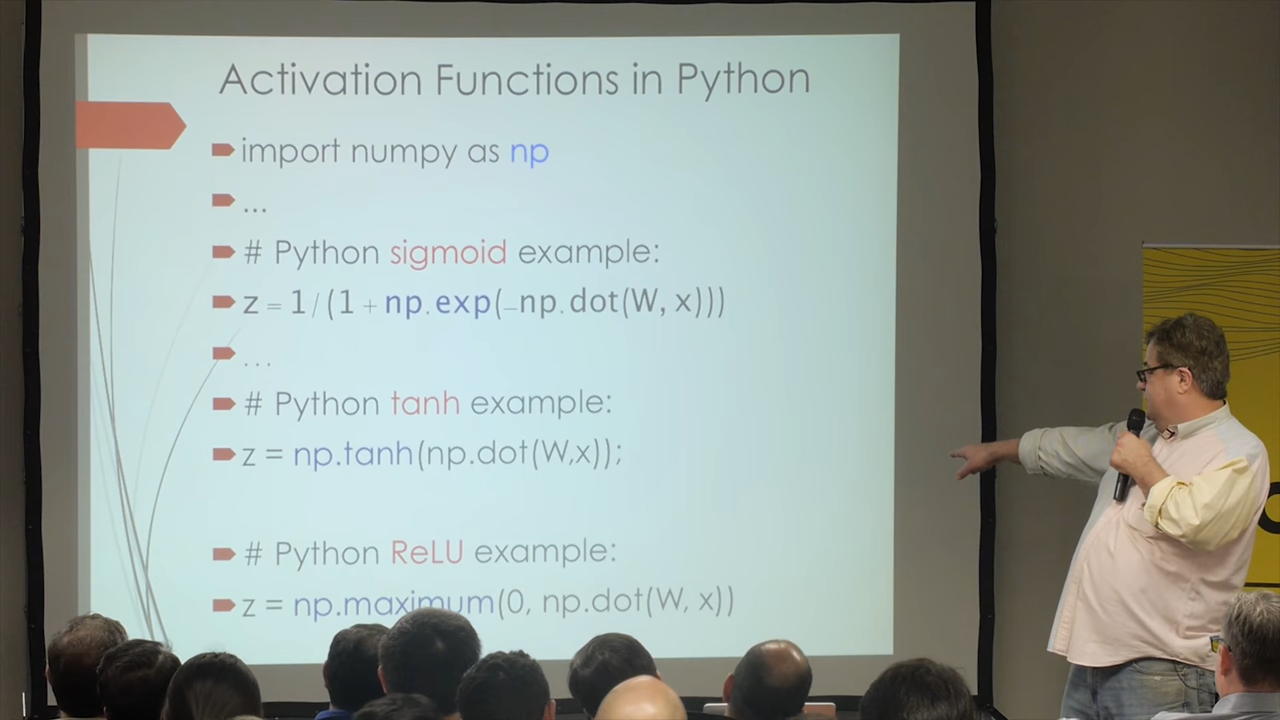 Activation Functions in Python
import numpy as np
...
# Python sigmoid example:
z = 1/(1 + np.exp(-np.dot(W, x)))
...
# Python tanh example:
z = np.tanh(np.dot(W,x));
# Python ReLU example:
z = np.maximum(0, np.dot(W, x))